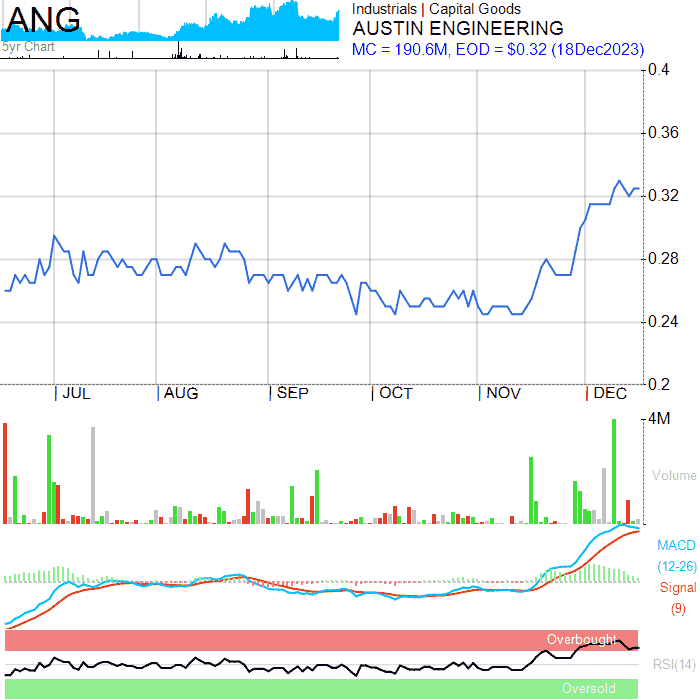 ANG
5yr Chart
Industrials | Capital Goods
AUSTIN ENGINEERING
MC = 190.6M, EOD = $0.32 (18Dec2023)
0.4
0.36
0.32
0.28
0.24
0.2
JUL AUG SEP OCT NOV DEC
4M
Volume
MACD
(12-26)
Signal
(9)
Overbought
RSI(14)
Oversold